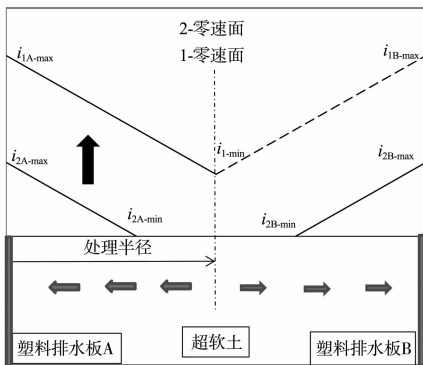 2-零速面
1-零速面
i1A-max
i1B-max
i1-min
i2A-max
i2B-max
i2A-min
i2B-min
处理半径
塑料排水板A
超软土
塑料排水板B